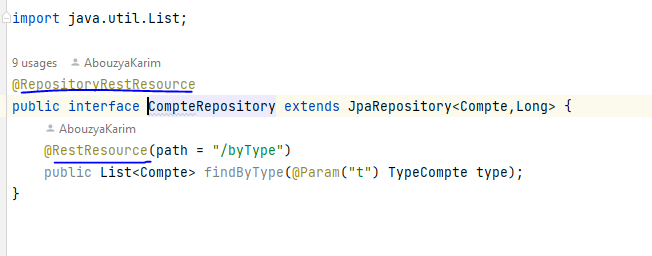 import java.util.List;
9 usages AbouzyaKarim
@RepositoryRestResource
public interface CompteRepository extends JpaRepository<Compte,Long> {
AbouzyaKarim
@RestResource(path = "/byType")
public List<Compte> findByType(@Param("t") TypeCompte type);
}